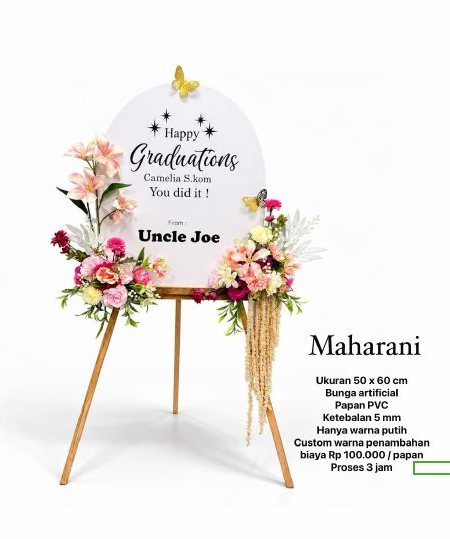 Happy
Graduations
Camelia S.kom
You did it !
From :
Uncle Joe
Maharani
Ukuran 50 x 60 cm
Bunga artificial
Papan PVC
Ketebalan 5 mm
Hanya warna putih
Custom warna penambahan
biaya Rp 100.000 / papan
Proses 3 jam